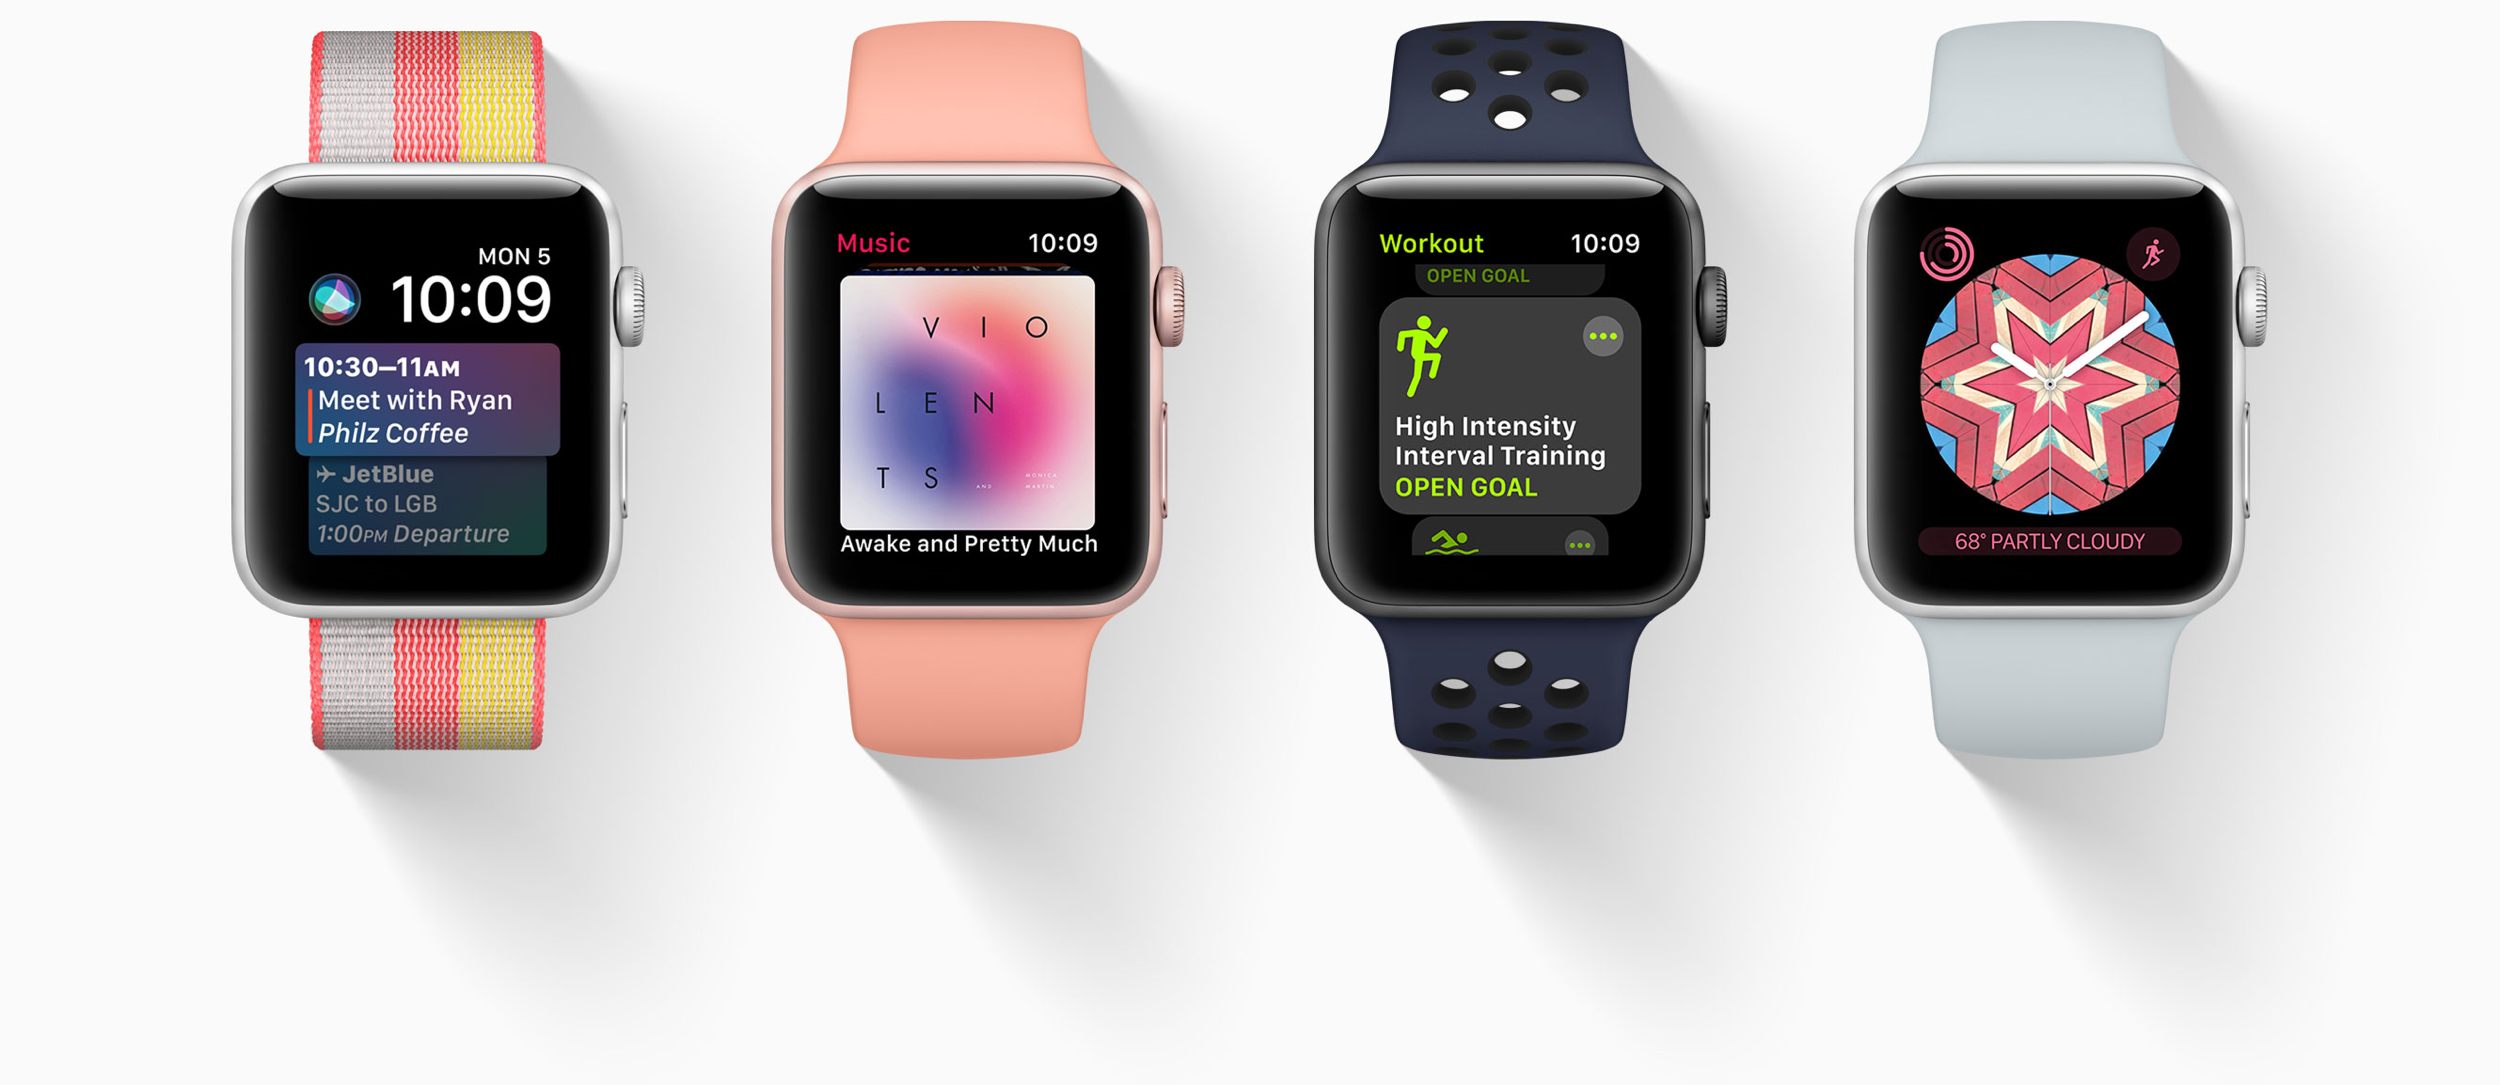 MON 5
10:09
10:30–11AM
Meet with Ryan
Philz Coffee
JetBlue
SJC to LGB
1:00PM Departure
Music 10:09
V I O
L E N
T S AND MONICA
MARTIN
Awake and Pretty Much
Workout 10:09
OPEN GOAL
High Intensity
Interval Training
OPEN GOAL
68° PARTLY CLOUDY